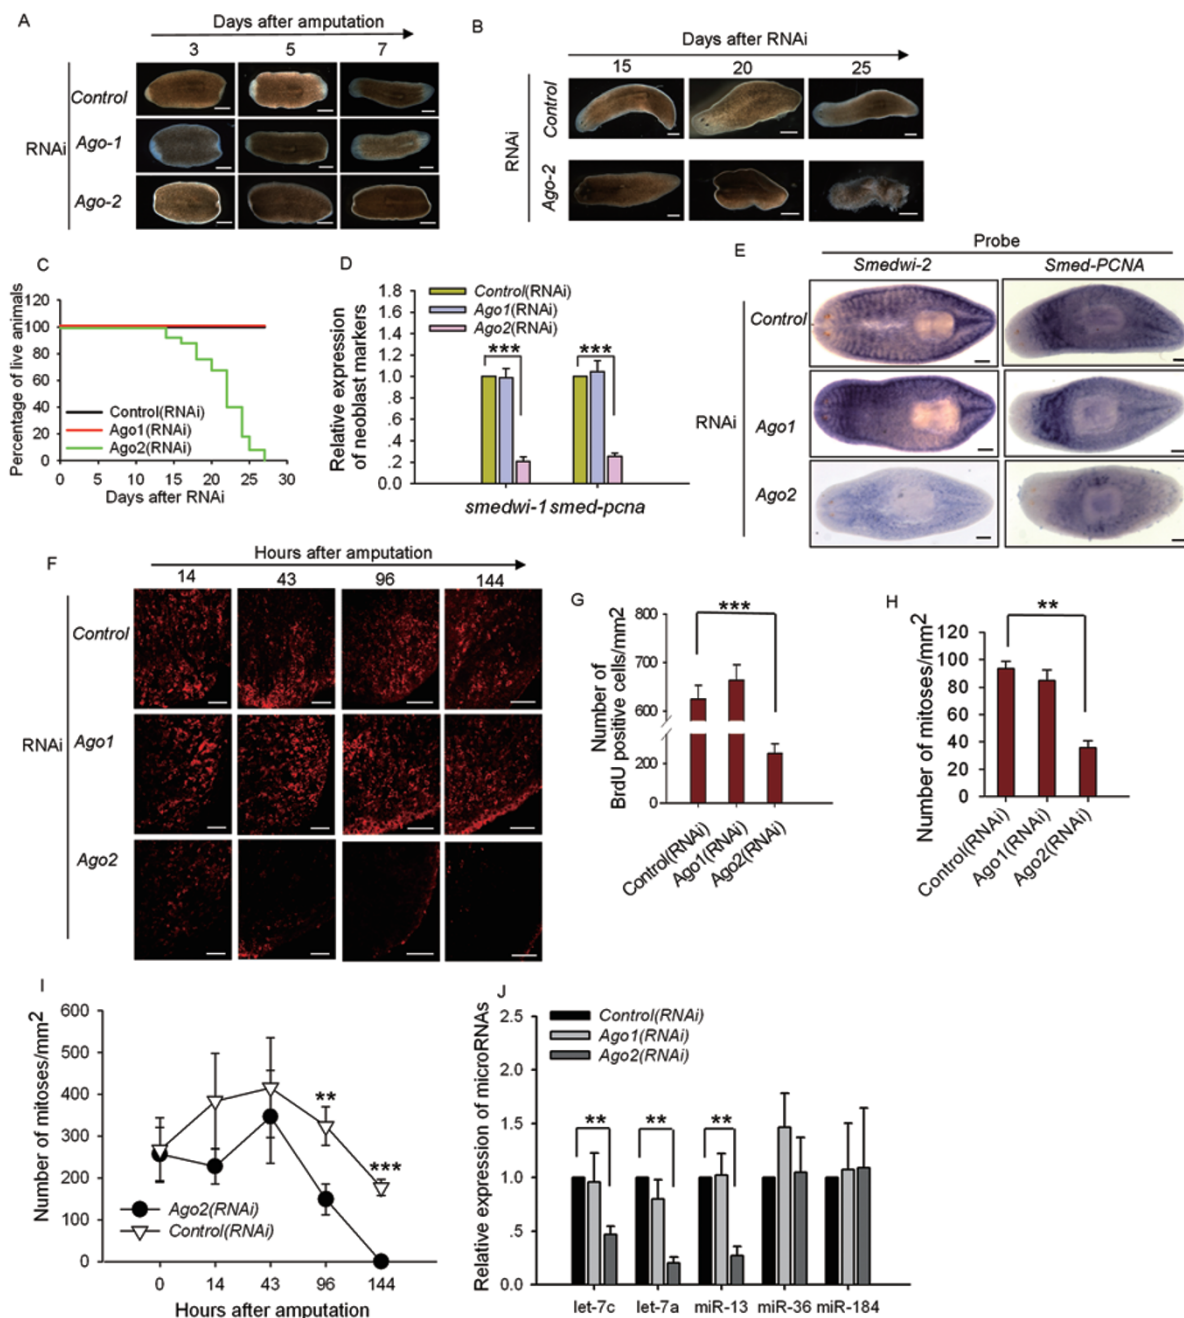 A
Days after amputation
3 5 7
RNAi
Control
Ago-1
Ago-2
B
Days after RNAi
15 20 25
RNAi
Control
Ago-2
C
Percentage of live animals
120
100
80
60
40
20
0
Control(RNAi)
Ago1(RNAi)
Ago2(RNAi)
0 5 10 15 20 25 30
Days after RNAi
D
Relative expression
of neoblast markers
1.8
1.6
1.4
1.2
1.0
.8
.6
.4
.2
0.0
Control(RNAi)
Ago1(RNAi)
Ago2(RNAi)
*** ***
smedwi-1 smed-pcna
E
Probe
Smedwi-2 Smed-PCNA
RNAi
Control
Ago1
Ago2
F
Hours after amputation
14 43 96 144
RNAi
Control
Ago1
Ago2
G
Number of
BrdU positive cells/mm2
800
700
600
200
0
***
Control(RNAi)
Ago1(RNAi)
Ago2(RNAi)
H
Number of mitoses/mm2
120
100
80
60
40
20
0
**
Control(RNAi)
Ago1(RNAi)
Ago2(RNAi)
I
Number of mitoses/mm2
600
500
400
300
200
100
0
**
***
Ago2(RNAi)
Control(RNAi)
0 14 43 96 144
Hours after amputation
J
Relative expression of microRNAs
2.5
2.0
1.5
1.0
.5
0.0
Control(RNAi)
Ago1(RNAi)
Ago2(RNAi)
** ** **
let-7c let-7a miR-13 miR-36 miR-184